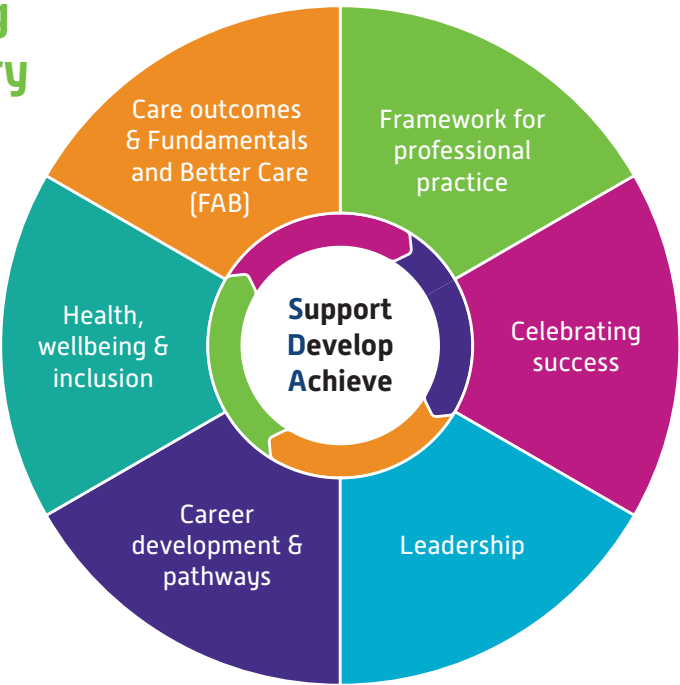 Care outcomes
& Fundamentals
and Better Care
(FAB)
Framework for
professional
practice
Celebrating
success
Leadership
Career
development &
pathways
Health,
wellbeing &
inclusion
Support
Develop
Achieve